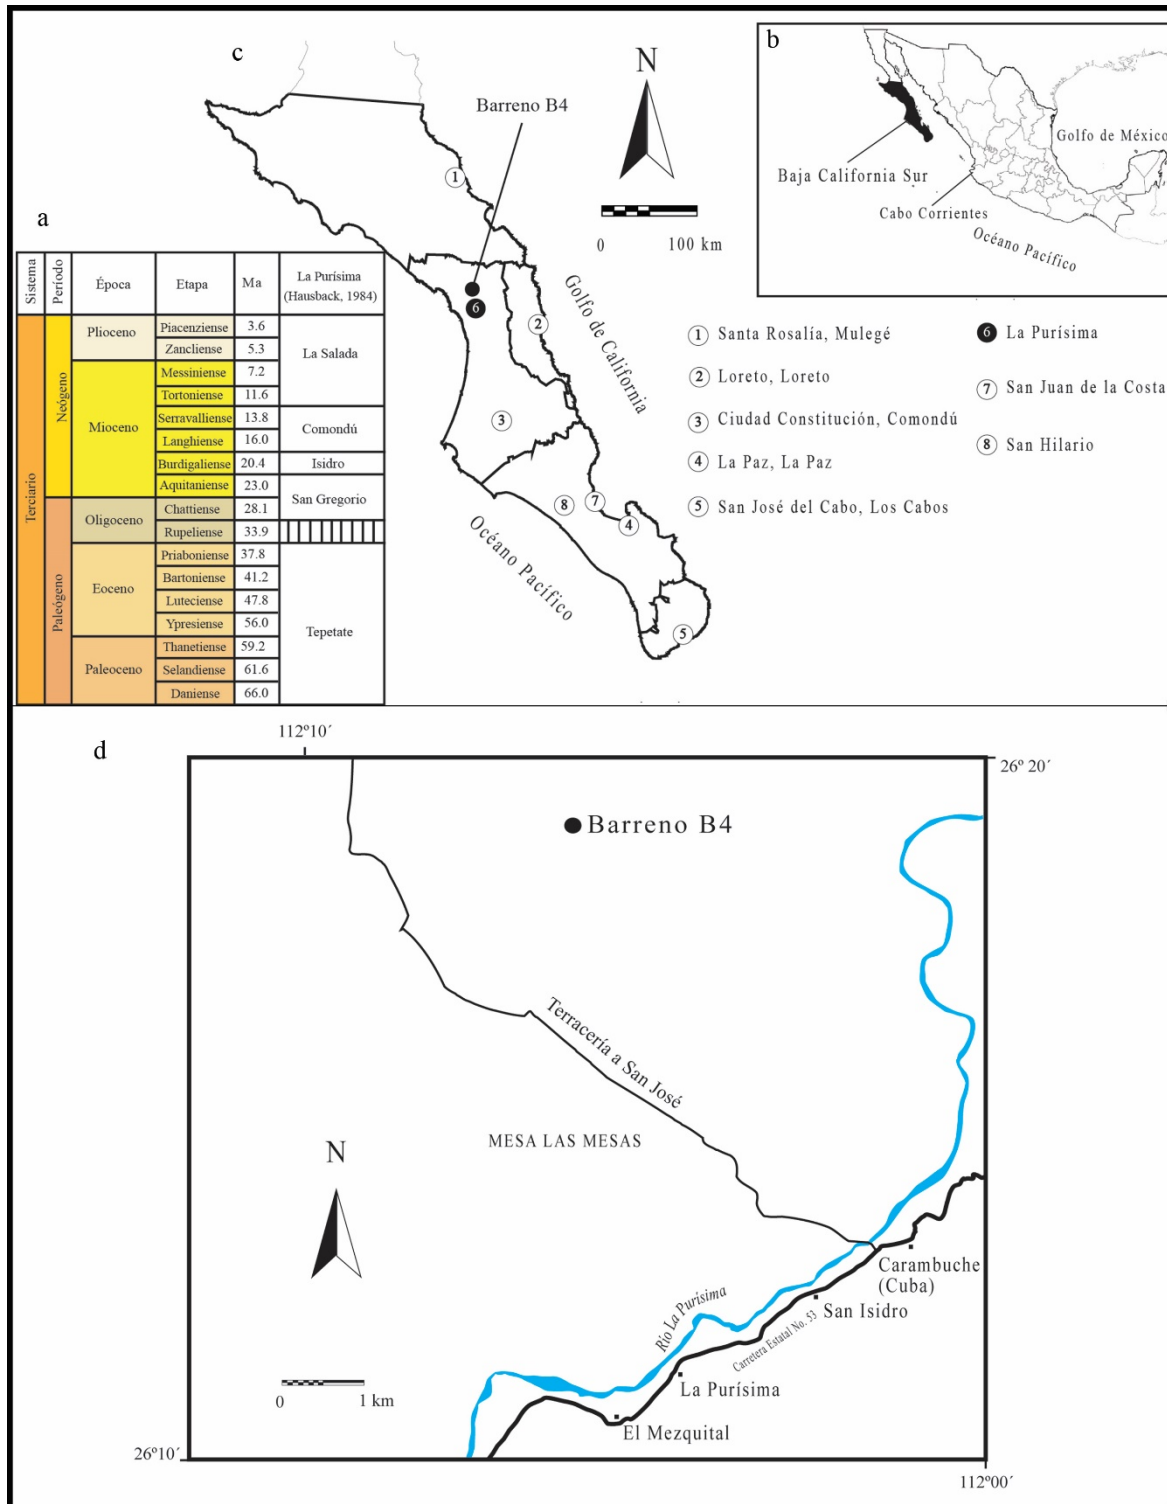 c
Barreno B4
N
0 100 km
Golfo de California
Océano Pacífico
1
2
3
4
5
6
7
8
b
Golfo de México
Baja California Sur
Cabo Corrientes
Océano Pacífico
1 Santa Rosalía, Mulegé
2 Loreto, Loreto
3 Ciudad Constitución, Comondú
4 La Paz, La Paz
5 San José del Cabo, Los Cabos
6 La Purísima
7 San Juan de la Costa
8 San Hilario
a
Sistema Período Época Etapa Ma La Purísima
(Hausback, 1984)
Terciario
Neógeno
Paleógeno
Plioceno Piacenziense 3.6
Zancliense 5.3 La Salada
Mioceno Messiniense 7.2
Tortoniense 11.6
Serravalliense 13.8 Comondú
Langhiense 16.0
Burdigaliense 20.4 Isidro
Aquitaniense 23.0 San Gregorio
Oligoceno Chattiense 28.1
Rupeliense 33.9
Eoceno Priaboniense 37.8
Bartoniense 41.2
Luteciense 47.8
Ypresiense 56.0 Tepetate
Paleoceno Thanetiense 59.2
Selandiense 61.6
Daniense 66.0
d
112º10´
26º 20´
Barreno B4
Terracería a San José
MESA LAS MESAS
N
Carambuche
(Cuba)
San Isidro
Río La Purísima
Carretera Estatal No. 53
La Purísima
El Mezquital
0 1 km
26º10´
112º00´